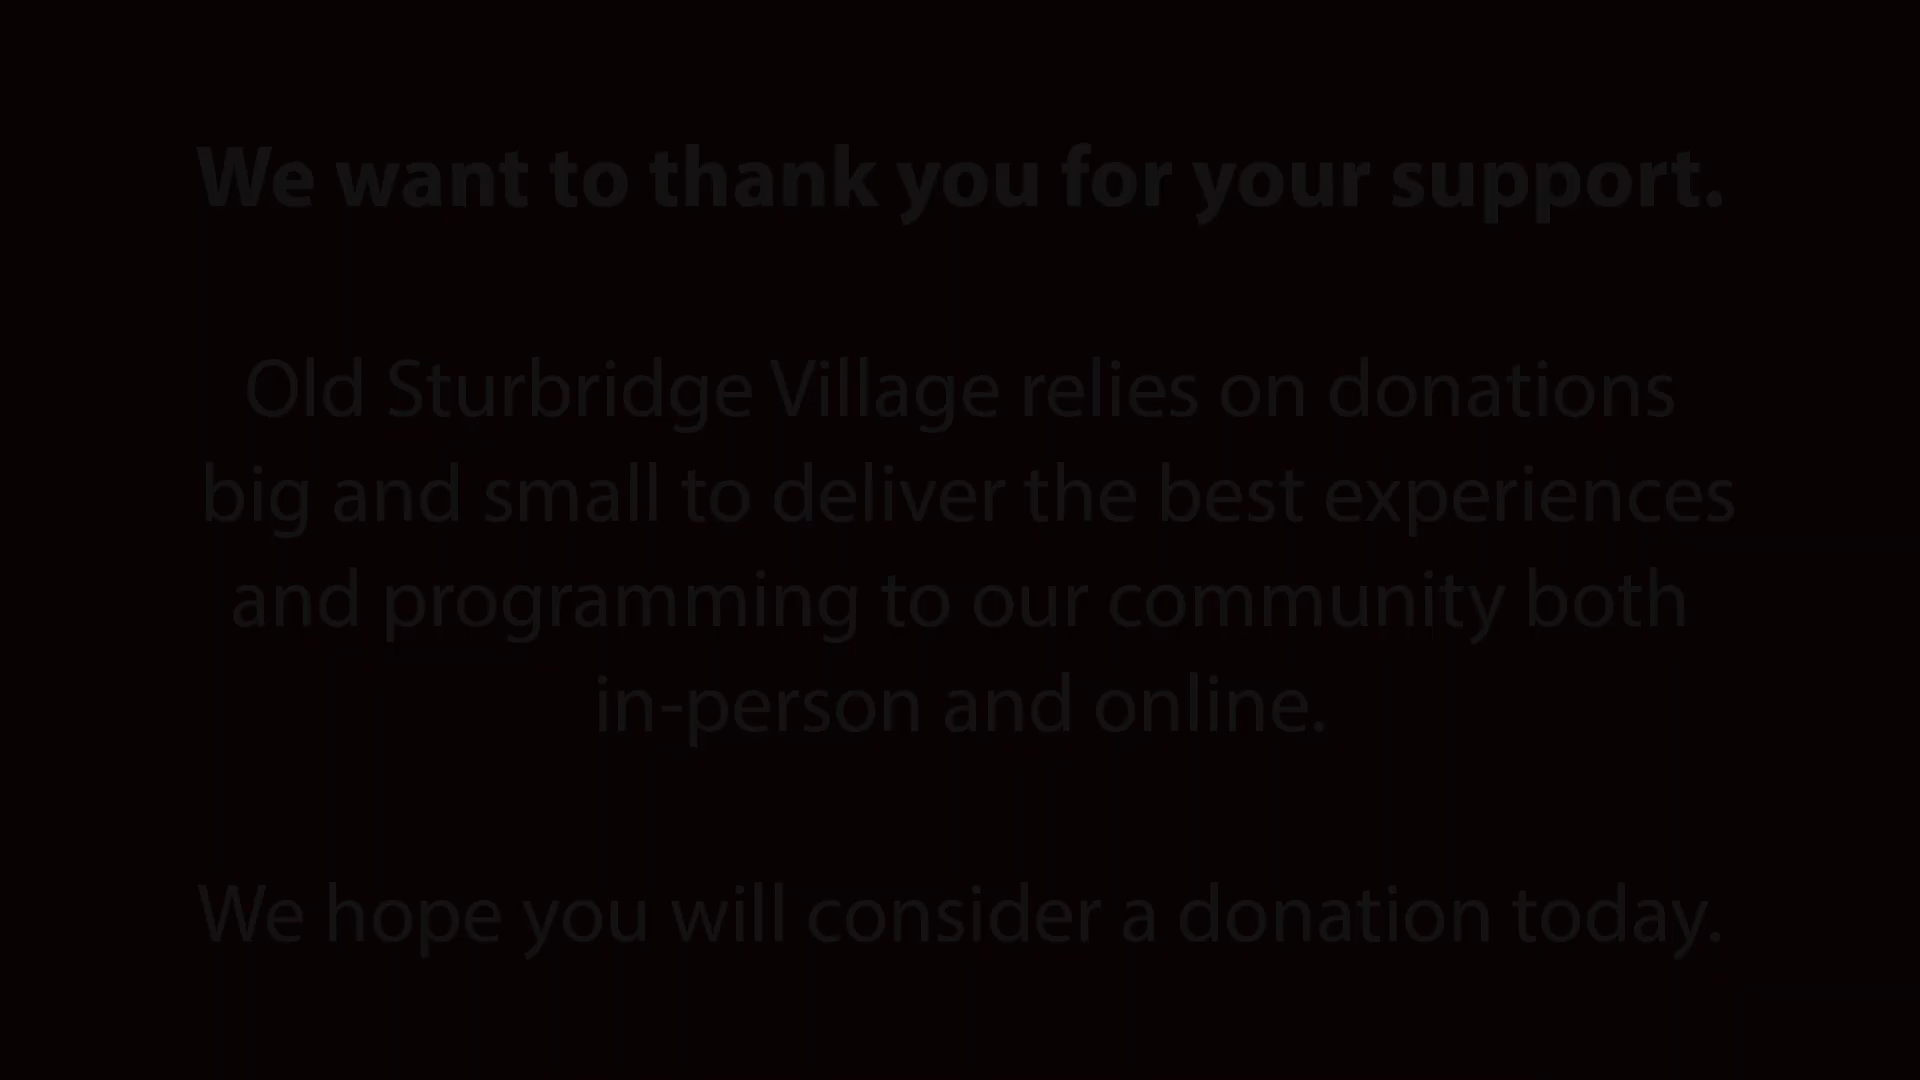 We want to thank you for your support.
Old Sturbridge Village relies on donations
big and small to deliver the best experiences
and programming to our community both
in-person and online.
We hope you will consider a donation today.